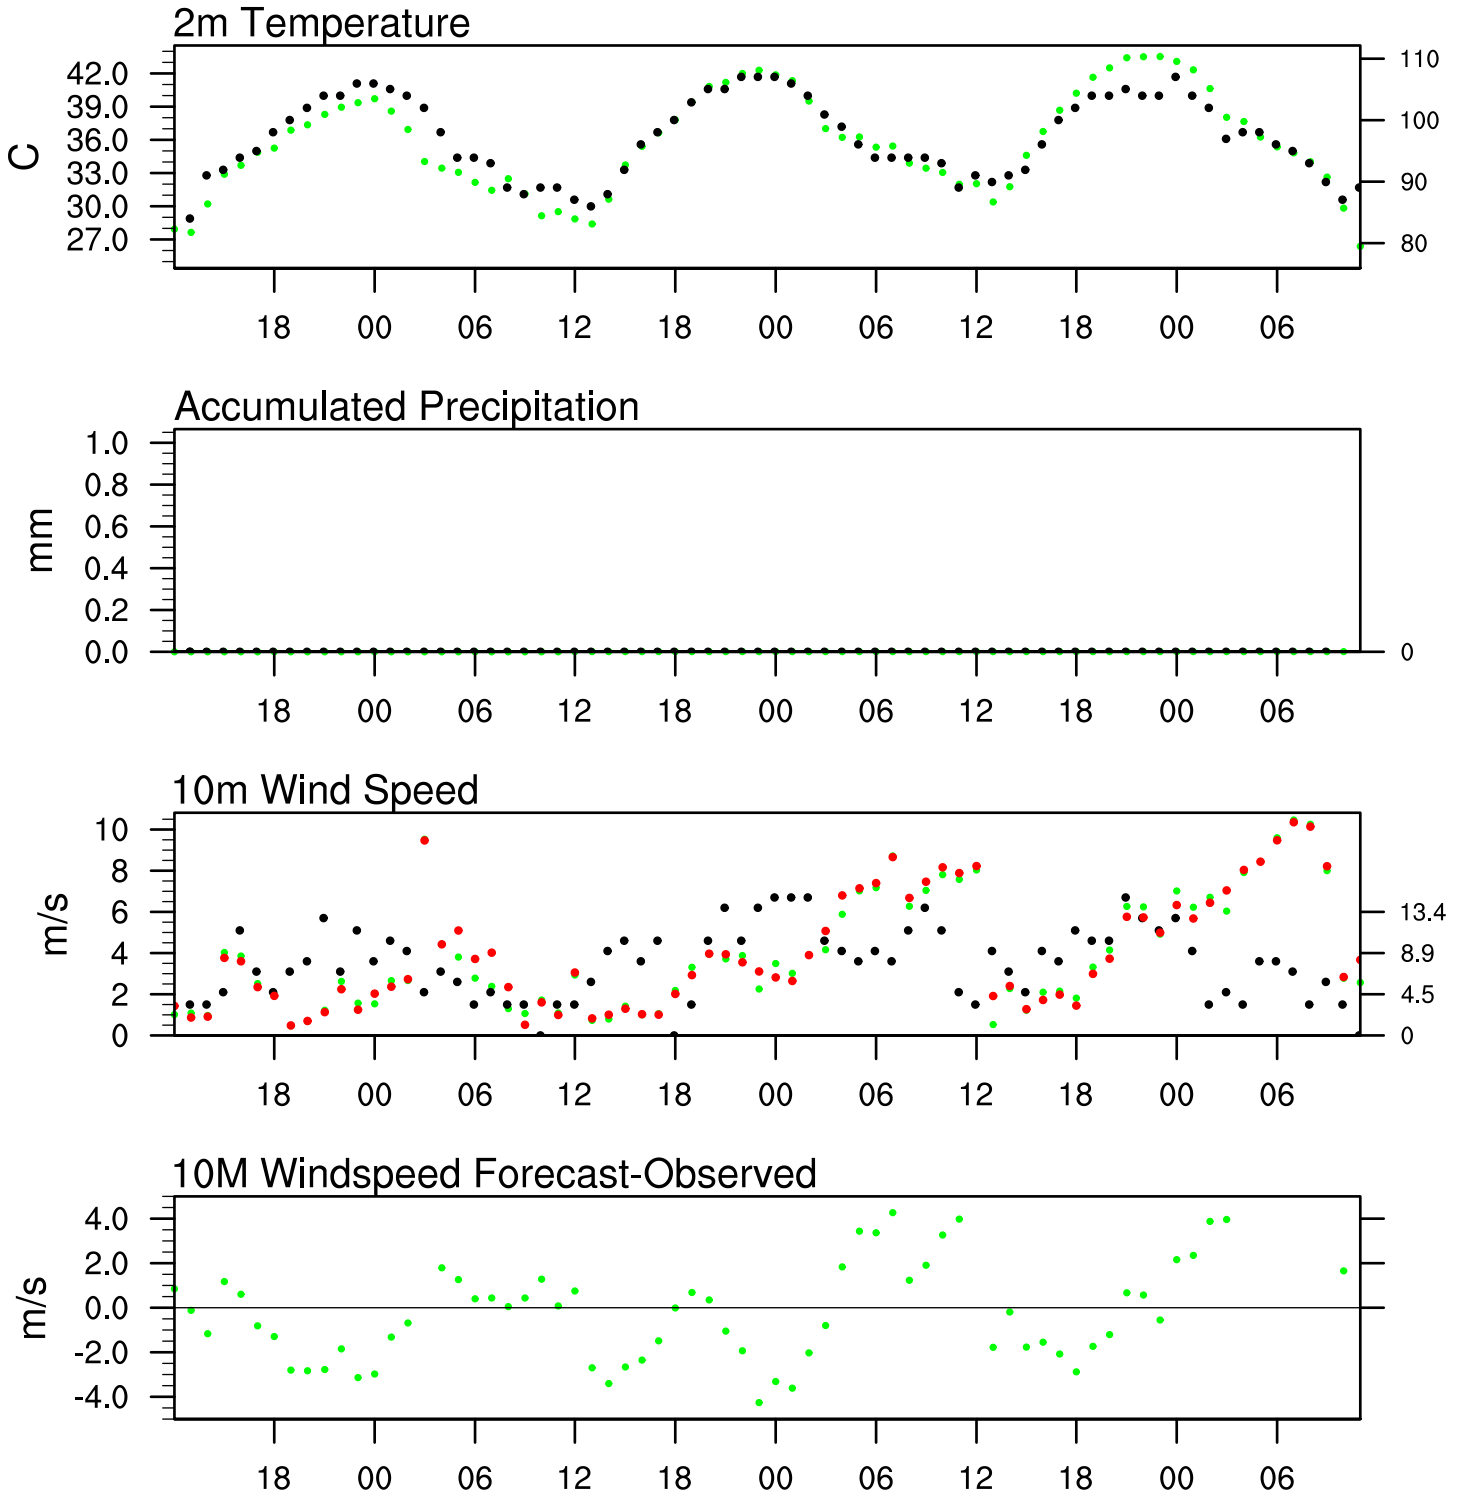 2m Temperature
42.0
39.0
36.0
33.0
30.0
27.0
C
110
100
90
80
18 00 06 12 18 00 06 12 18 00 06
Accumulated Precipitation
1.0
0.8
0.6
0.4
0.2
0.0
mm
0
18 00 06 12 18 00 06 12 18 00 06
10m Wind Speed
10
8
6
4
2
0
m/s
13.4
8.9
4.5
0
18 00 06 12 18 00 06 12 18 00 06
10M Windspeed Forecast-Observed
4.0
2.0
0.0
-2.0
-4.0
m/s
18 00 06 12 18 00 06 12 18 00 06